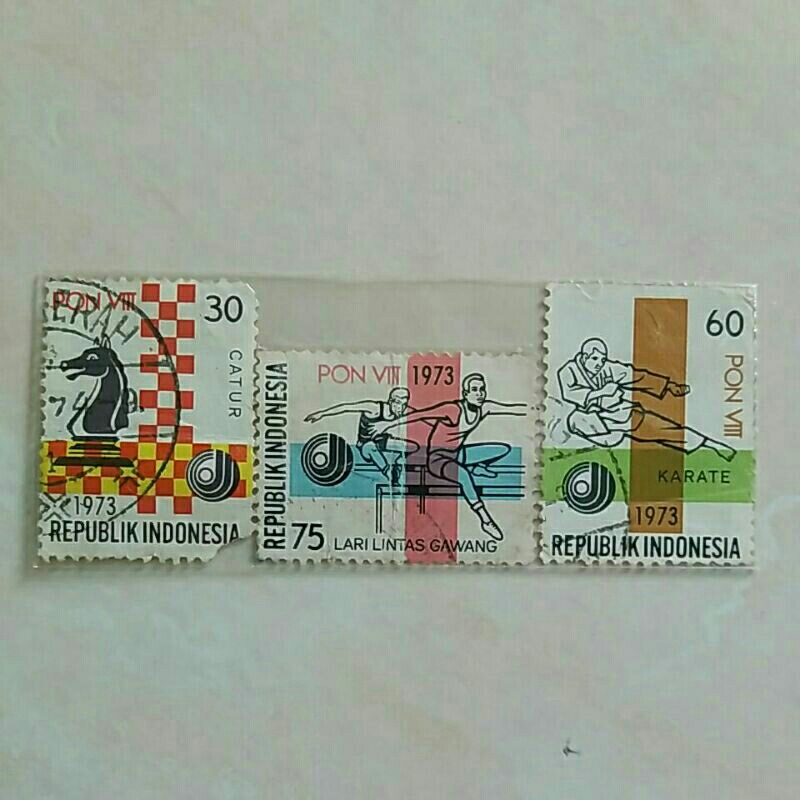 PON VIII
30
ERAH
CATUR
1973
REPUBLIK INDONESIA
REPUBLIK INDONESIA
PON VIII 1973
75 LARI LINTAS GAWANG
60
PON VIII
KARATE
1973
REPUBLIK INDONESIA